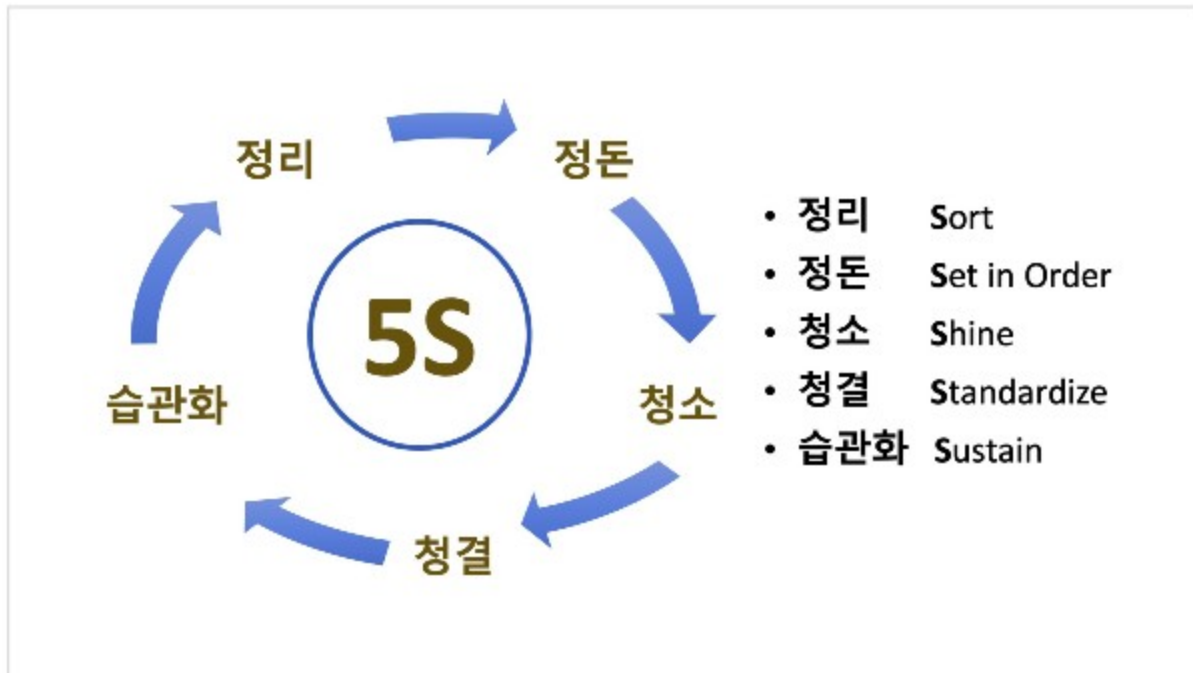 정리
정돈
5S
습관화
청소
청결
• 정리 Sort
• 정돈 Set in Order
• 청소 Shine
• 청결 Standardize
• 습관화 Sustain